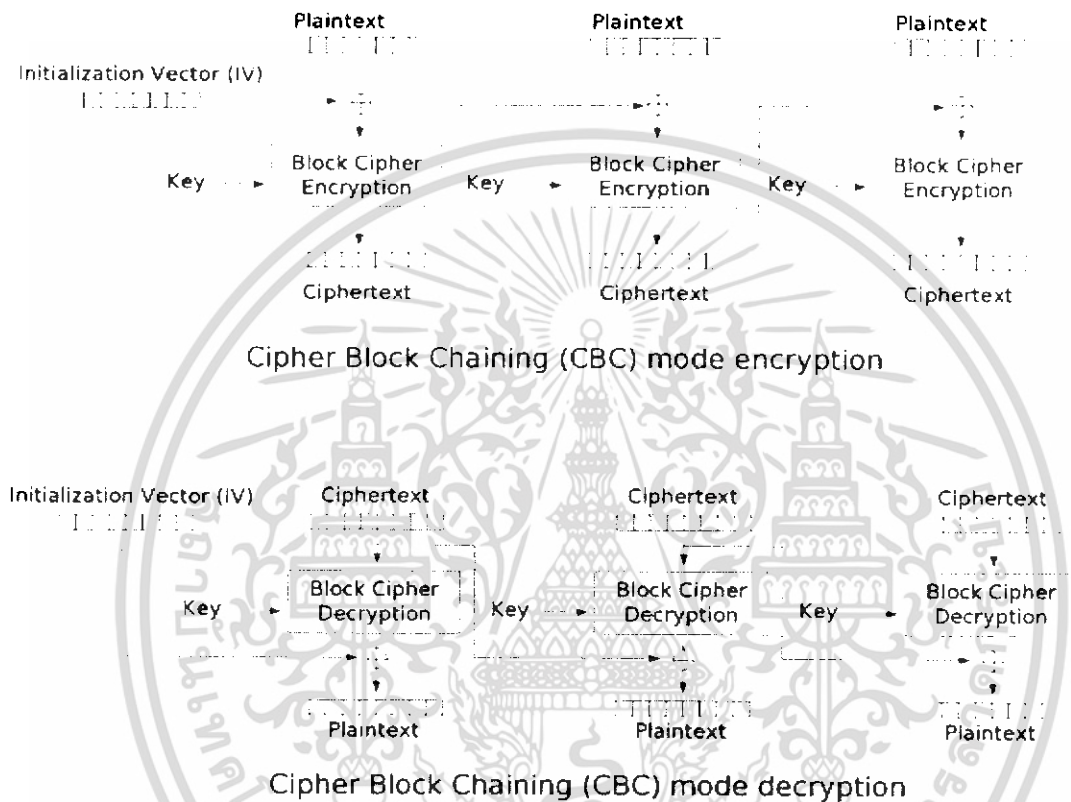 Plaintext Plaintext Plaintext
Initialization Vector (IV)
Block Cipher Encryption
Block Cipher Encryption
Block Cipher Encryption
Key Key Key
Ciphertext Ciphertext Ciphertext
Cipher Block Chaining (CBC) mode encryption
Initialization Vector (IV) Ciphertext Ciphertext Ciphertext
Block Cipher Decryption
Block Cipher Decryption
Block Cipher Decryption
Key Key Key
Plaintext Plaintext Plaintext
Cipher Block Chaining (CBC) mode decryption